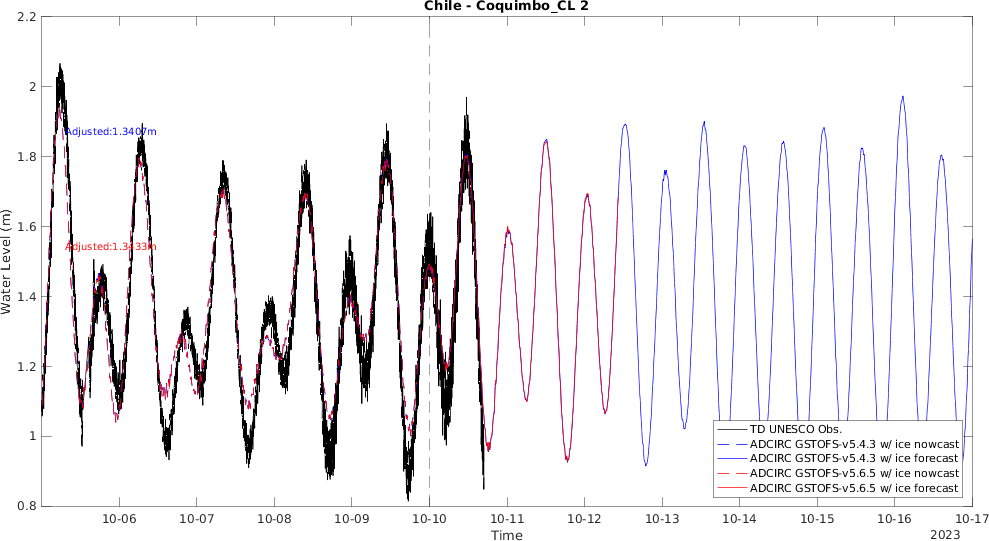 Chile - Coquimbo_CL 2
2.2
2
1.8
1.6
1.4
1.2
1
0.8
Water Level (m)
Adjusted:1.3407m
Adjusted:1.3433m
TD UNESCO Obs.
ADCIRC GSTOFS-v5.4.3 w/ ice nowcast
ADCIRC GSTOFS-v5.4.3 w/ ice forecast
ADCIRC GSTOFS-v5.6.5 w/ ice nowcast
ADCIRC GSTOFS-v5.6.5 w/ ice forecast
10-06 10-07 10-08 10-09 10-10 10-11 10-12 10-13 10-14 10-15 10-16 10-17
Time
2023